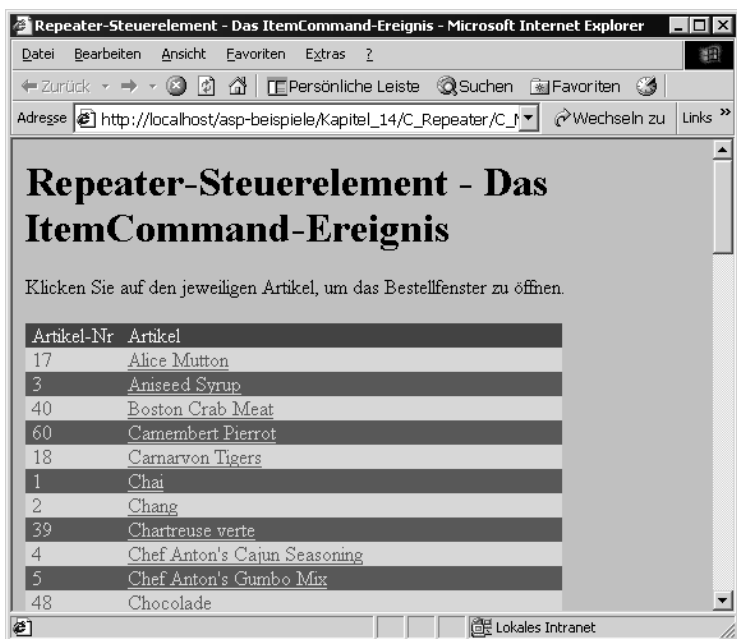 Repeater-Steuerelement - Das ItemCommand-Ereignis - Microsoft Internet Explorer
Datei Bearbeiten Ansicht Favoriten Extras ?
Zurück Persönliche Leiste Suchen Favoriten
Adresse http://localhost/asp-beispiele/Kapitel_14/C_Repeater/C_ Wechseln zu Links »
Repeater-Steuerelement - Das
ItemCommand-Ereignis
Klicken Sie auf den jeweiligen Artikel, um das Bestellfenster zu öffnen.
Artikel-Nr Artikel
17 Alice Mutton
3 Aniseed Syrup
40 Boston Crab Meat
60 Camembert Pierrot
18 Carnarvon Tigers
1 Chai
2 Chang
39 Chartreuse verte
4 Chef Anton's Cajun Seasoning
5 Chef Anton's Gumbo Mix
48 Chocolade
Lokales Intranet